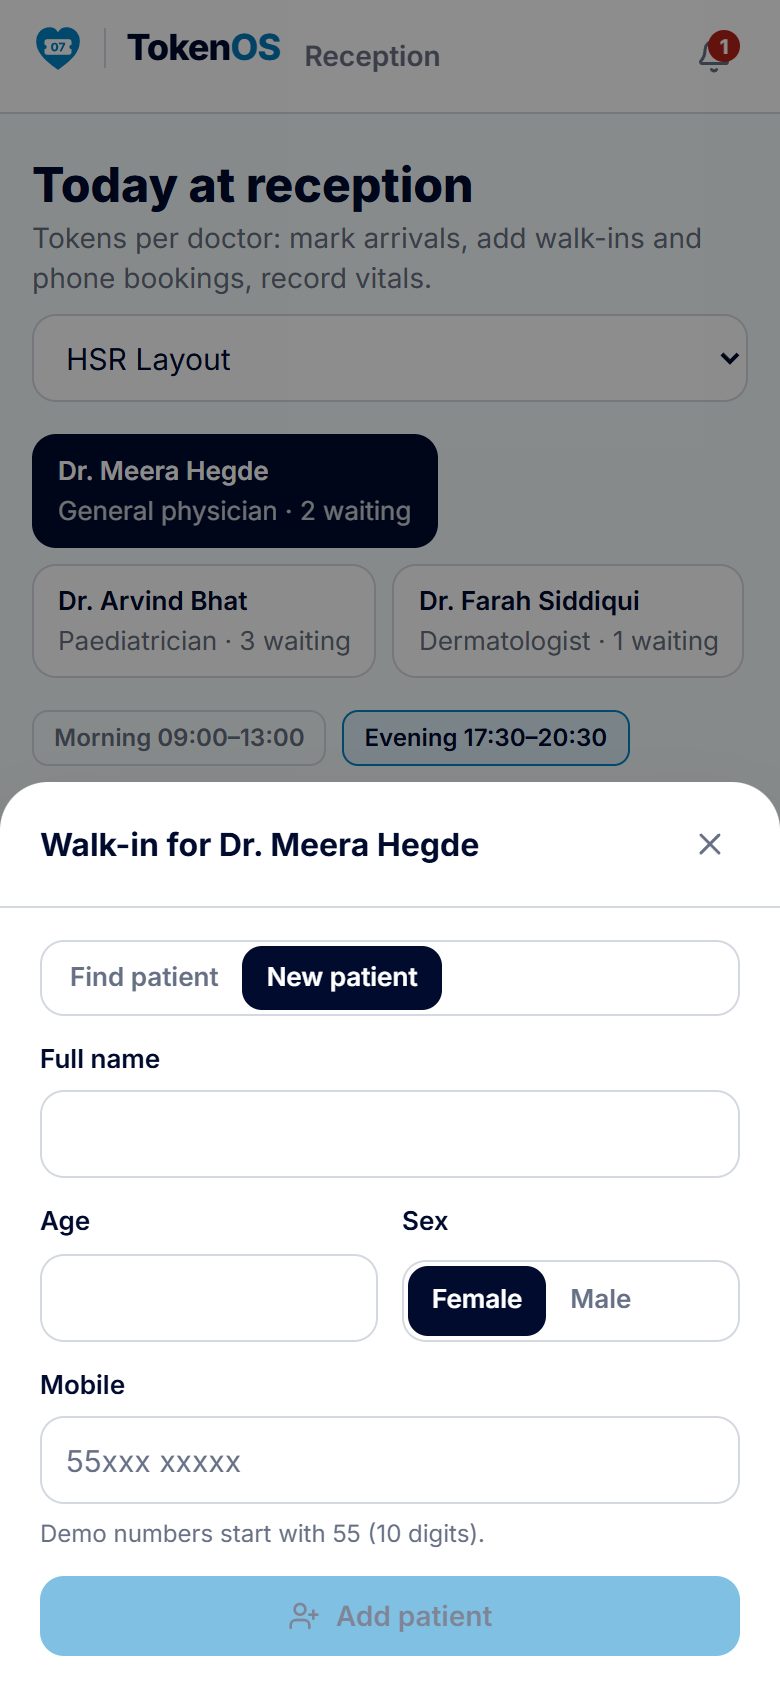 07
TokenOS
Reception
1
Today at reception
Tokens per doctor: mark arrivals, add walk-ins and
phone bookings, record vitals.
HSR Layout
Dr. Meera Hegde
General physician · 2 waiting
Dr. Arvind Bhat
Paediatrician · 3 waiting
Dr. Farah Siddiqui
Dermatologist · 1 waiting
Morning 09:00–13:00
Evening 17:30–20:30
Walk-in for Dr. Meera Hegde
Find patient
New patient
Full name
Age
Sex
Female
Male
Mobile
55xxx xxxxx
Demo numbers start with 55 (10 digits).
Add patient